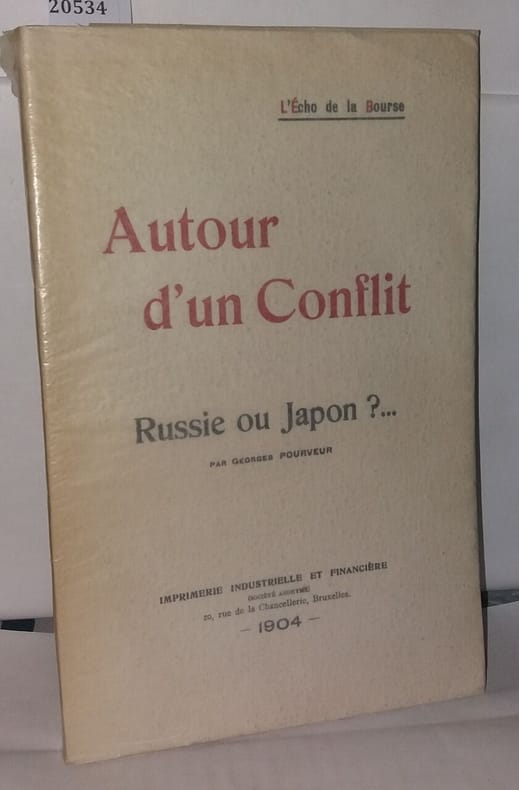 20534
L'Écho de la Bourse
Autour
d'un Conflit
Russie ou Japon ?...
PAR GEORGES POURVEUR
IMPRIMERIE INDUSTRIELLE ET FINANCIÈRE
(SOCIÉTÉ ANONYME)
20, rue de la Chancellerie, Bruxelles.
— 1904 —